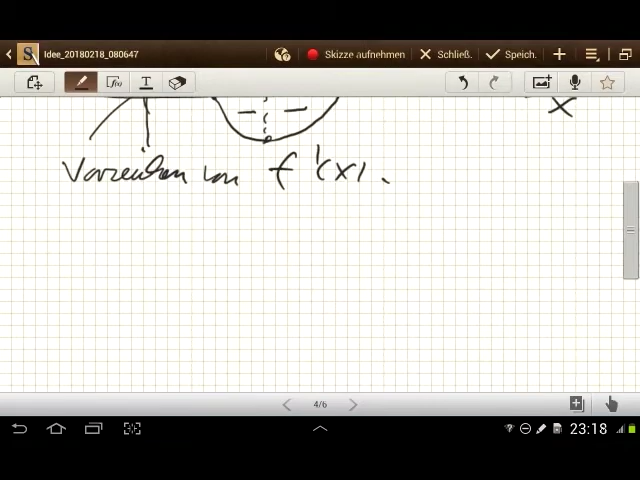 Idee_20180218_080647
Skizze aufnehmen
Schließ.
Speich.
f(x)
T
x
Vorzeichen von f'(x).
4/6
23:18